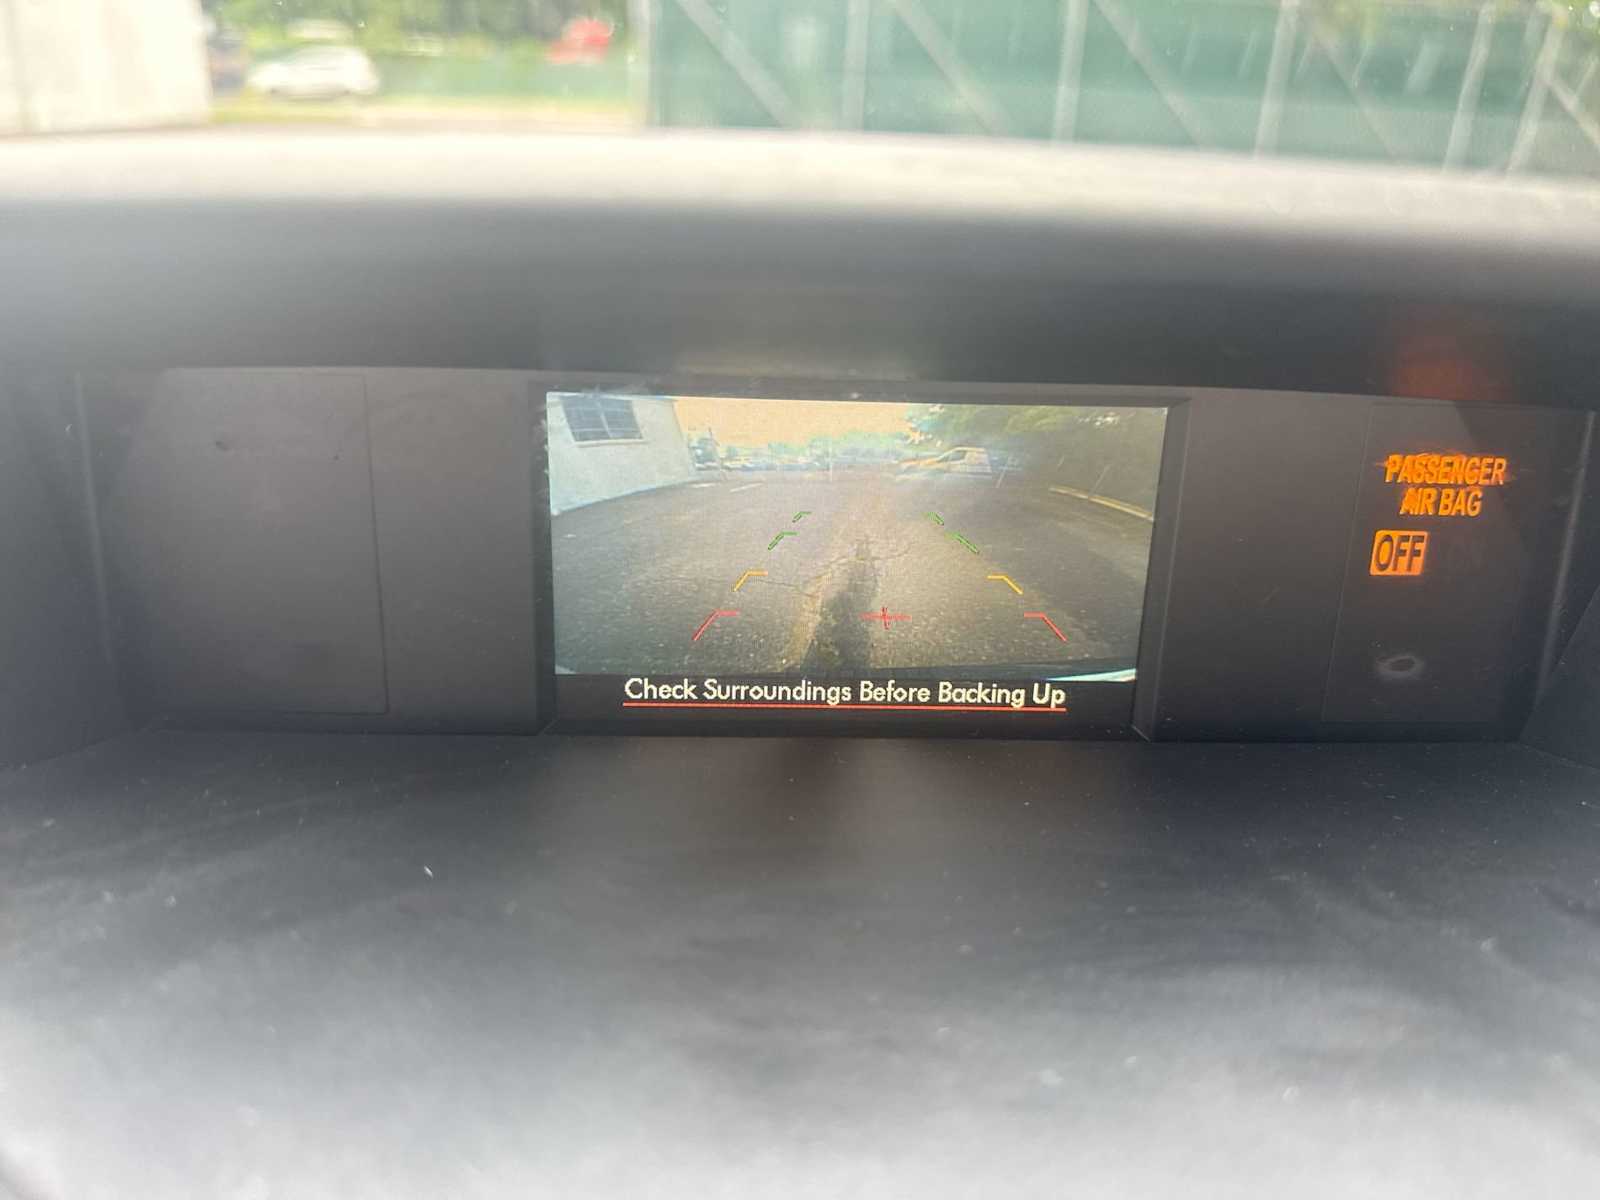 PASSENGER
AIR BAG
OFF
Check Surroundings Before Backing Up